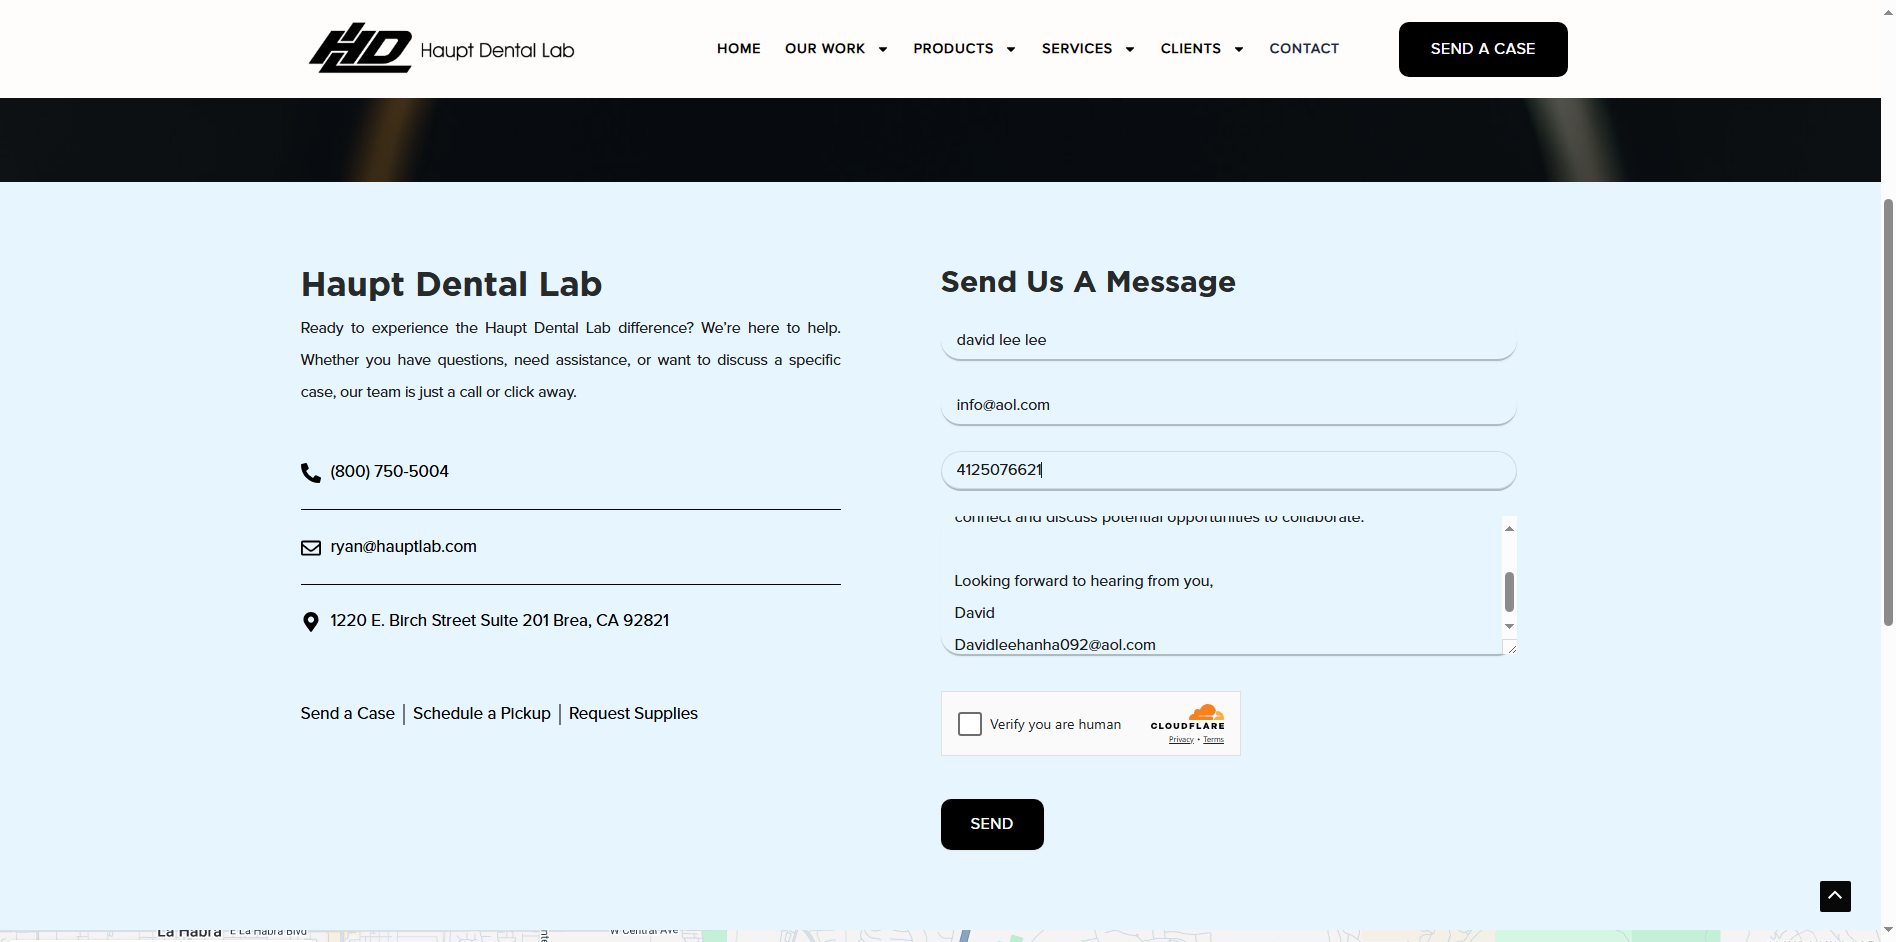 HD Haupt Dental Lab
HOME OUR WORK PRODUCTS SERVICES CLIENTS CONTACT SEND A CASE
Haupt Dental Lab
Ready to experience the Haupt Dental Lab difference? We're here to help.
Whether you have questions, need assistance, or want to discuss a specific
case, our team is just a call or click away.
(800) 750-5004
ryan@hauptlab.com
1220 E. Birch Street Suite 201 Brea, CA 92821
Send a Case | Schedule a Pickup | Request Supplies
Send Us A Message
david lee lee
info@aol.com
4125076621
connect and discuss potential opportunities to collaborate.
Looking forward to hearing from you,
David
Davidleehanha092@aol.com
Verify you are human
CLOUDFLARE
Privacy • Terms
SEND
La Habra E La Habra Blvd W Central Ave